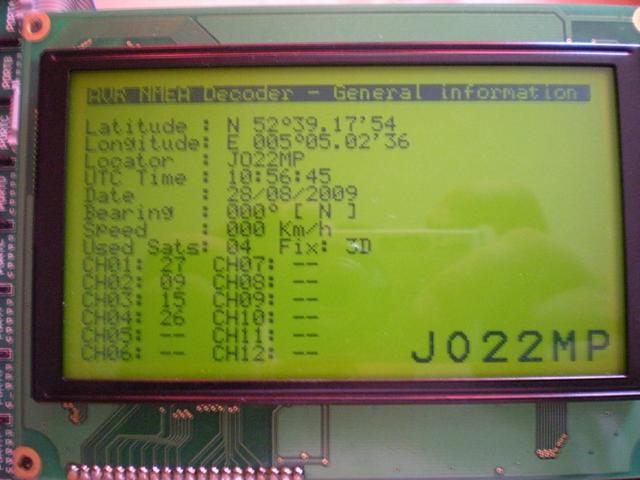 AVR NMEA Decoder - General information
Latitude : N 52°39.17'54
Longitude: E 005°05.02'36
Locator : JO22MP
UTC Time : 10:56:45
Date : 28/08/2009
Bearing : 000° [ N ]
Speed : 000 Km/h
Used Sats: 04 Fix: 3D
CH01: 27 CH07: --
CH02: 09 CH08: --
CH03: 15 CH09: --
CH04: 26 CH10: --
CH05: -- CH11: --
CH06: -- CH12: --
JO22MP